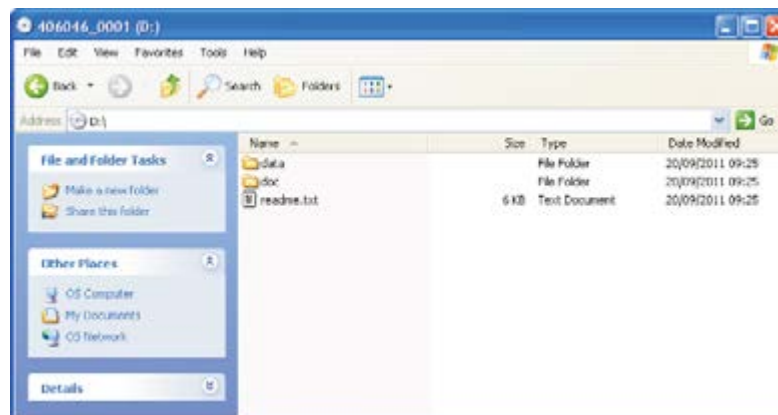 406046_0001 (D:)
File Edit View Favorites Tools Help
Back Search Folders
Address D:\ Go
File and Folder Tasks
Make a new folder
Share this folder
Other Places
OS Computer
My Documents
OS Network
Details
Name Size Type Date Modified
data File Folder 20/09/2011 09:25
doc File Folder 20/09/2011 09:25
readme.txt 6 KB Text Document 20/09/2011 09:25